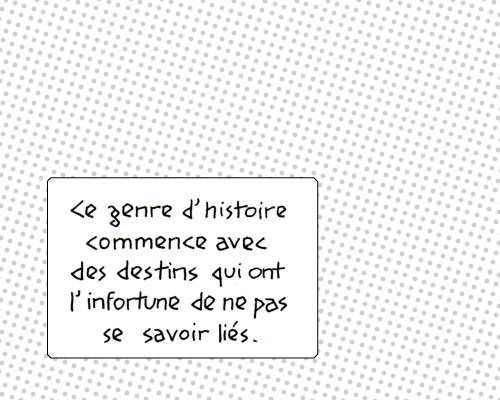 Ce genre d'histoire
commence avec
des destins qui ont
l'infortune de ne pas
se savoir liés.